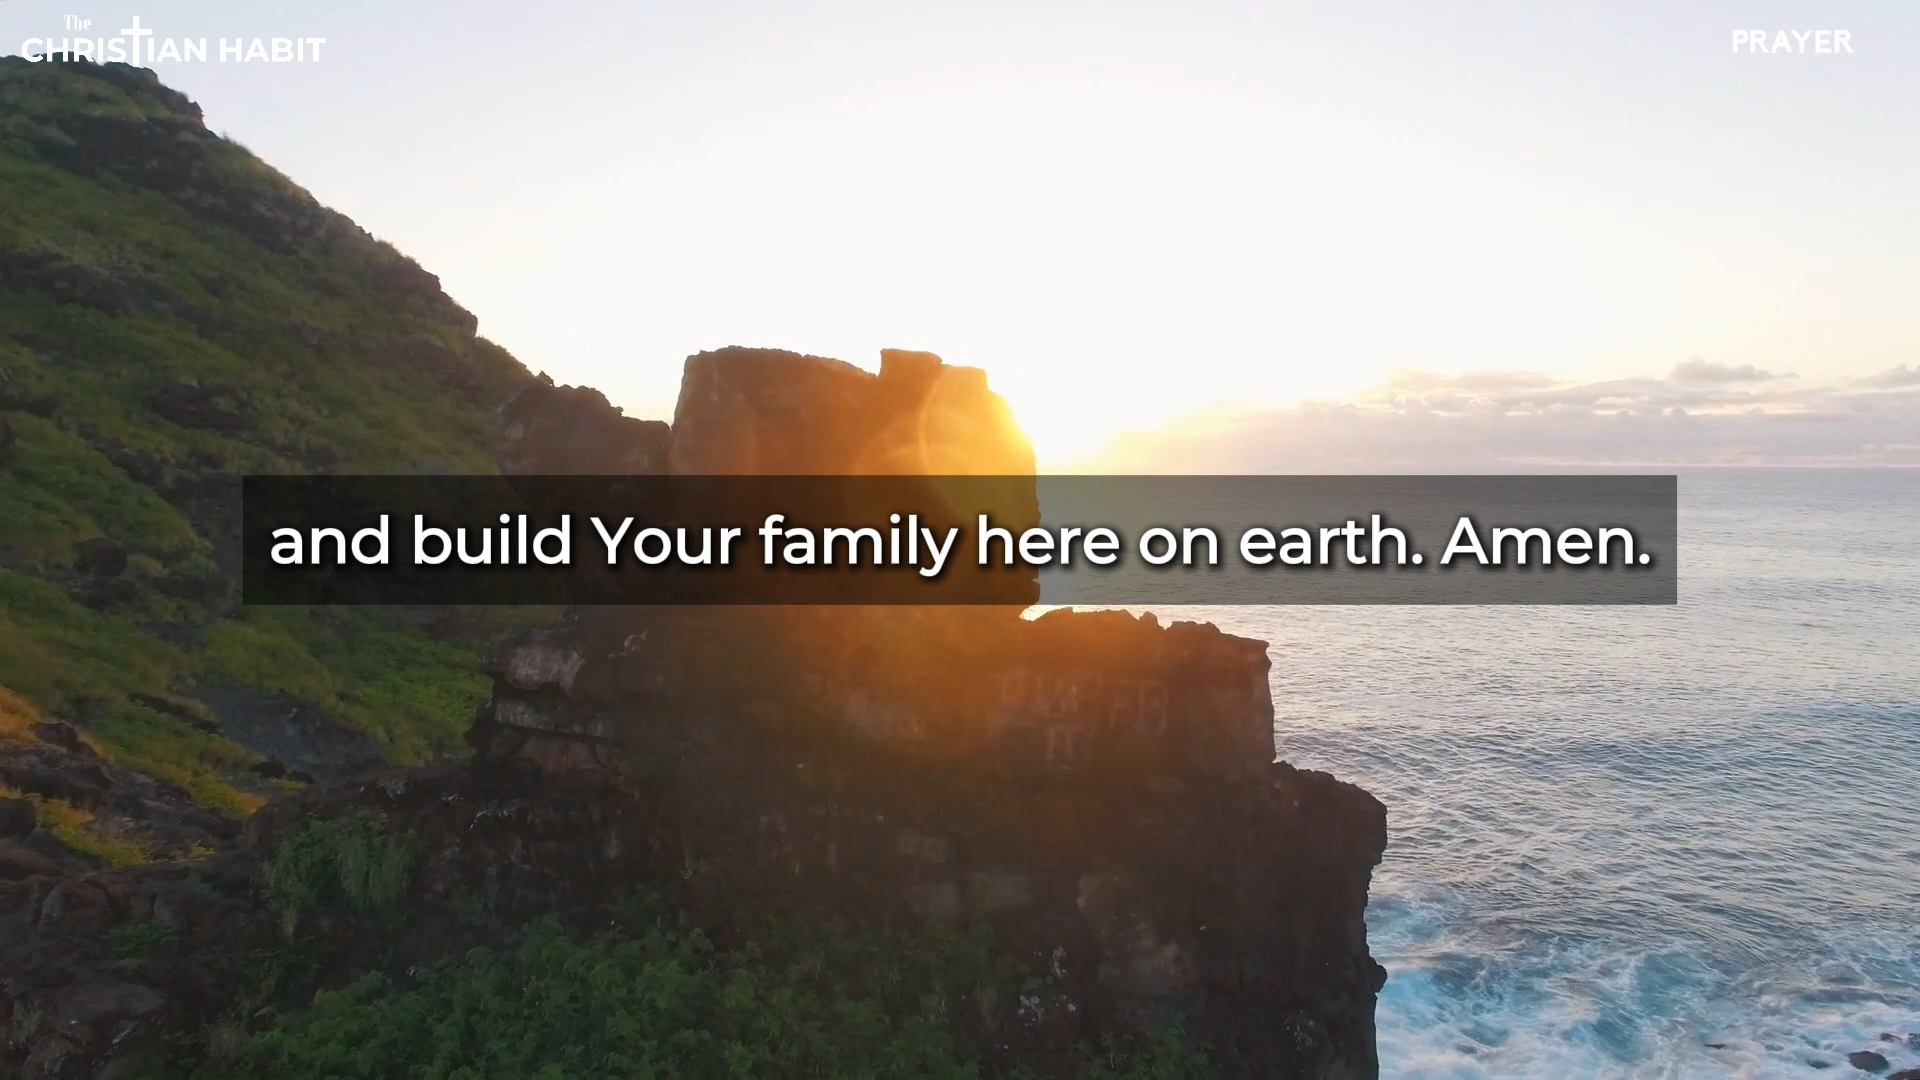 The
CHRISTIAN HABIT
PRAYER
and build Your family here on earth. Amen.